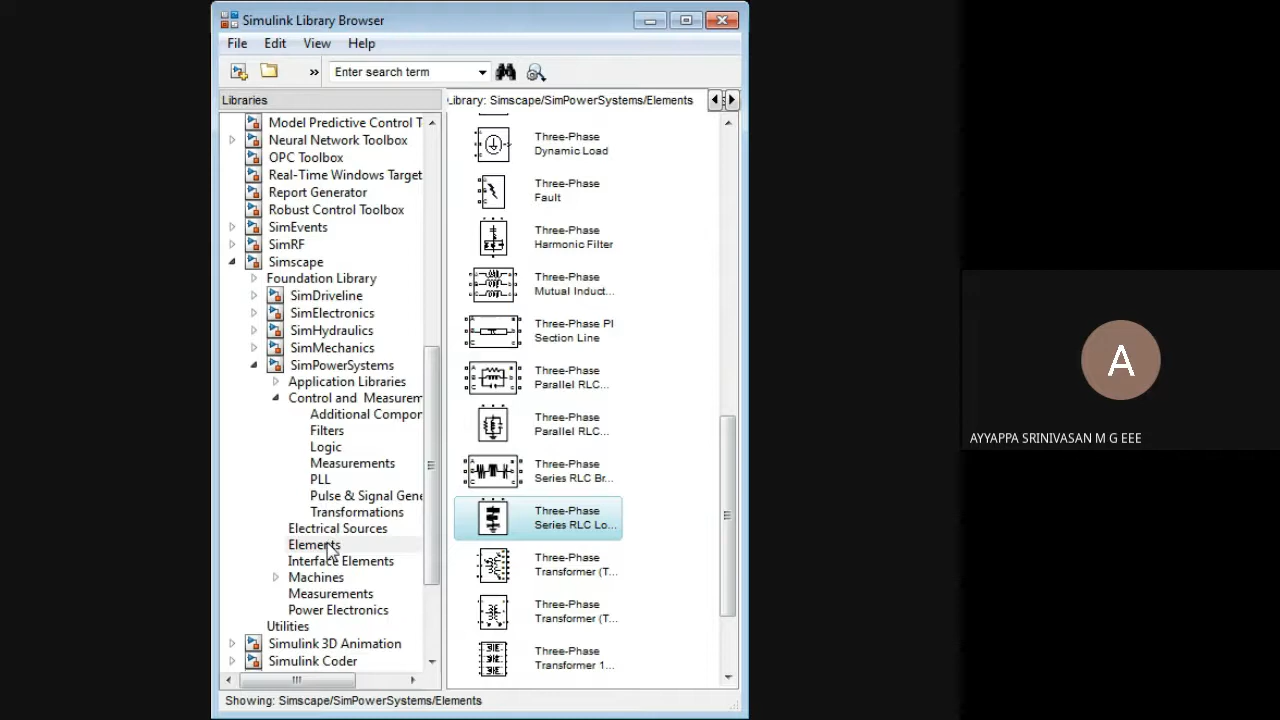 Simulink Library Browser
File Edit View Help
» Enter search term
Libraries
Library: Simscape/SimPowerSystems/Elements
Model Predictive Control T
Neural Network Toolbox
OPC Toolbox
Real-Time Windows Target
Report Generator
Robust Control Toolbox
SimEvents
SimRF
Simscape
Foundation Library
SimDriveline
SimElectronics
SimHydraulics
SimMechanics
SimPowerSystems
Application Libraries
Control and Measurem
Additional Compor
Filters
Logic
Measurements
PLL
Pulse & Signal Gene
Transformations
Electrical Sources
Elements
Interface Elements
Machines
Measurements
Power Electronics
Utilities
Simulink 3D Animation
Simulink Coder
Three-Phase
Dynamic Load
Three-Phase
Fault
Three-Phase
Harmonic Filter
Three-Phase
Mutual Induct...
Three-Phase PI
Section Line
Three-Phase
Parallel RLC...
Three-Phase
Parallel RLC...
Three-Phase
Series RLC Br...
Three-Phase
Series RLC Lo...
Three-Phase
Transformer (T...
Three-Phase
Transformer (T...
Three-Phase
Transformer 1...
Showing: Simscape/SimPowerSystems/Elements
A
AYYAPPA SRINIVASAN M G EEE